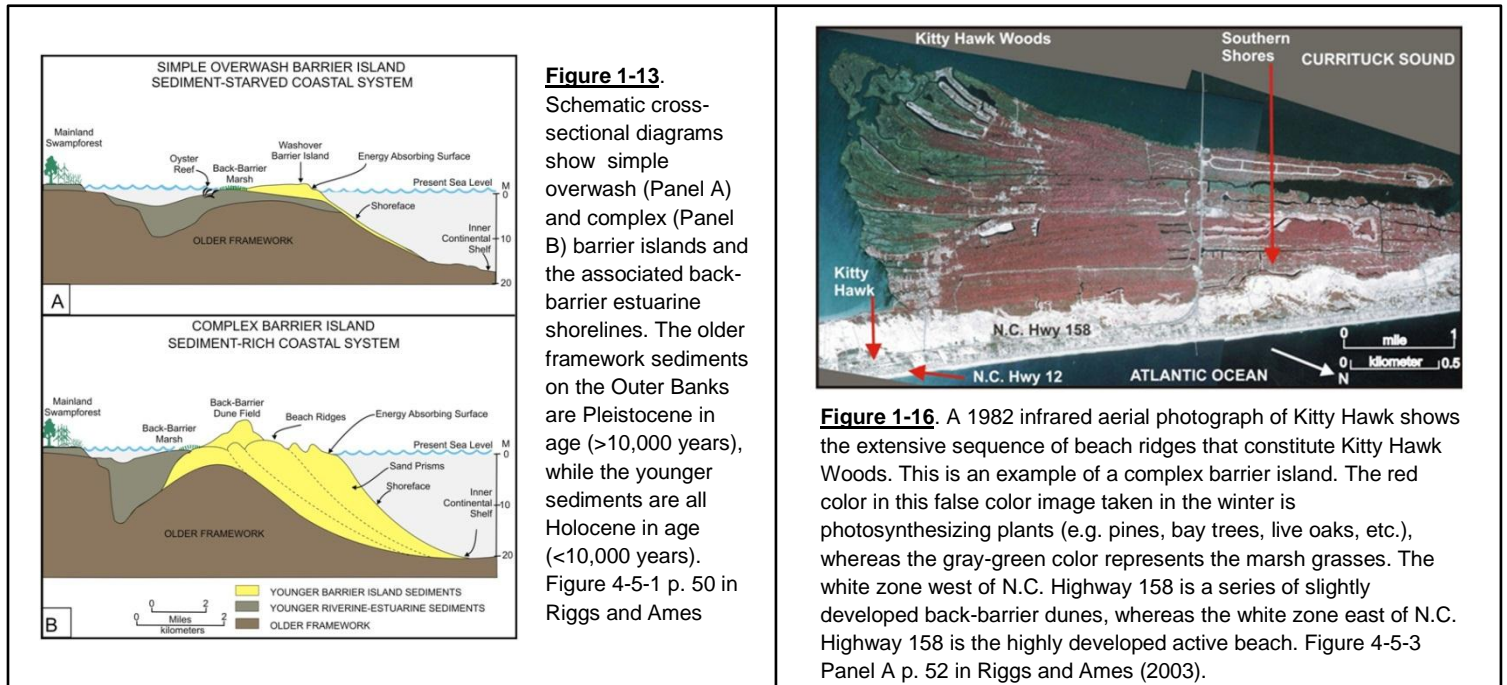 SIMPLE OVERWASH BARRIER ISLAND
SEDIMENT-STARVED COASTAL SYSTEM
Mainland
Swampforest
Oyster
Reef
Back-Barrier
Marsh
Washover
Barrier Island
Energy Absorbing Surface
Present Sea Level
M
0
Shoreface
Inner
Continental
Shelf
10
OLDER FRAMEWORK
20
A
COMPLEX BARRIER ISLAND
SEDIMENT-RICH COASTAL SYSTEM
Mainland
Swampforest
Back-Barrier
Marsh
Back-Barrier
Dune Field
Beach Ridges
Energy Absorbing Surface
Present Sea Level
M
0
Sand Prisms
Shoreface
10
Inner
Continental
Shelf
OLDER FRAMEWORK
20
0 2
Miles
0 2
kilometers
YOUNGER BARRIER ISLAND SEDIMENTS
YOUNGER RIVERINE-ESTUARINE SEDIMENTS
OLDER FRAMEWORK
B
Figure 1-13.
Schematic cross-
sectional diagrams
show simple
overwash (Panel A)
and complex (Panel
B) barrier islands and
the associated back-
barrier estuarine
shorelines. The older
framework sediments
on the Outer Banks
are Pleistocene in
age (>10,000 years),
while the younger
sediments are all
Holocene in age
(<10,000 years).
Figure 4-5-1 p. 50 in
Riggs and Ames
Kitty Hawk Woods
Southern
Shores
CURRITUCK SOUND
Kitty
Hawk
N.C. Hwy 158
N.C. Hwy 12
ATLANTIC OCEAN
0 1
mile
0 0.5
kilometer
N
Figure 1-16. A 1982 infrared aerial photograph of Kitty Hawk shows
the extensive sequence of beach ridges that constitute Kitty Hawk
Woods. This is an example of a complex barrier island. The red
color in this false color image taken in the winter is
photosynthesizing plants (e.g. pines, bay trees, live oaks, etc.),
whereas the gray-green color represents the marsh grasses. The
white zone west of N.C. Highway 158 is a series of slightly
developed back-barrier dunes, whereas the white zone east of N.C.
Highway 158 is the highly developed active beach. Figure 4-5-3
Panel A p. 52 in Riggs and Ames (2003).